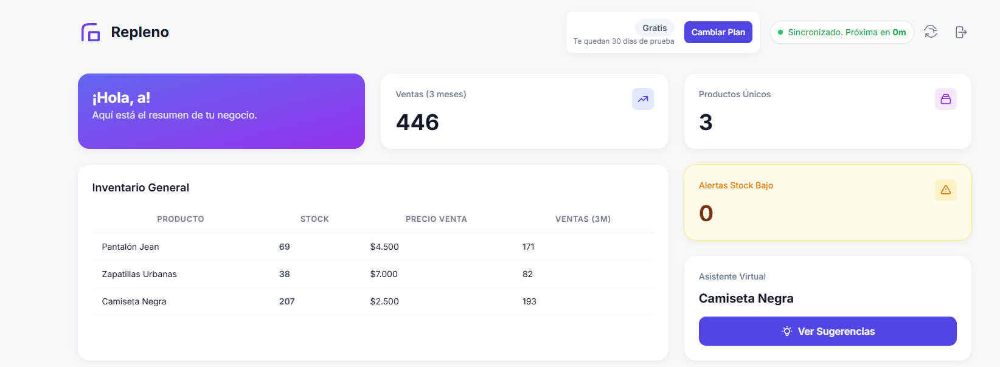 Repleno
Gratis
Te quedan 30 días de prueba
Cambiar Plan
Sincronizado. Próxima en 0m
¡Hola, a!
Aquí está el resumen de tu negocio.
Ventas (3 meses)
446
Productos Únicos
3
Inventario General
PRODUCTO STOCK PRECIO VENTA VENTAS (3M)
Pantalón Jean 69 $4.500 171
Zapatillas Urbanas 38 $7.000 82
Camiseta Negra 207 $2.500 193
Alertas Stock Bajo
0
Asistente Virtual
Camiseta Negra
Ver Sugerencias